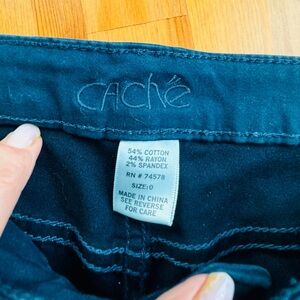 caché
54% COTTON
44% RAYON
2% SPANDEX
RN # 74578
SIZE: 0
MADE IN CHINA
SEE REVERSE
FOR CARE